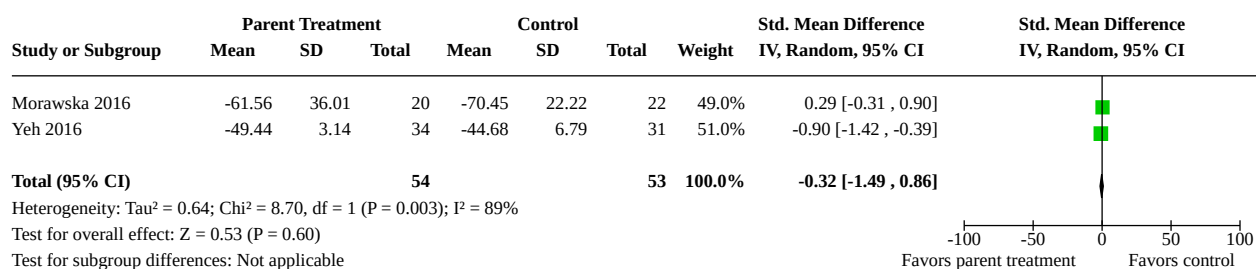 Parent Treatment Control Std. Mean Difference Std. Mean Difference
Study or Subgroup Mean SD Total Mean SD Total Weight IV, Random, 95% CI IV, Random, 95% CI
Morawska 2016 -61.56 36.01 20 -70.45 22.22 22 49.0% 0.29 [-0.31 , 0.90]
Yeh 2016 -49.44 3.14 34 -44.68 6.79 31 51.0% -0.90 [-1.42 , -0.39]
Total (95% CI) 54 53 100.0% -0.32 [-1.49 , 0.86]
Heterogeneity: Tau² = 0.64; Chi² = 8.70, df = 1 (P = 0.003); I² = 89%
Test for overall effect: Z = 0.53 (P = 0.60) -100 -50 0 50 100
Test for subgroup differences: Not applicable Favors parent treatment Favors control